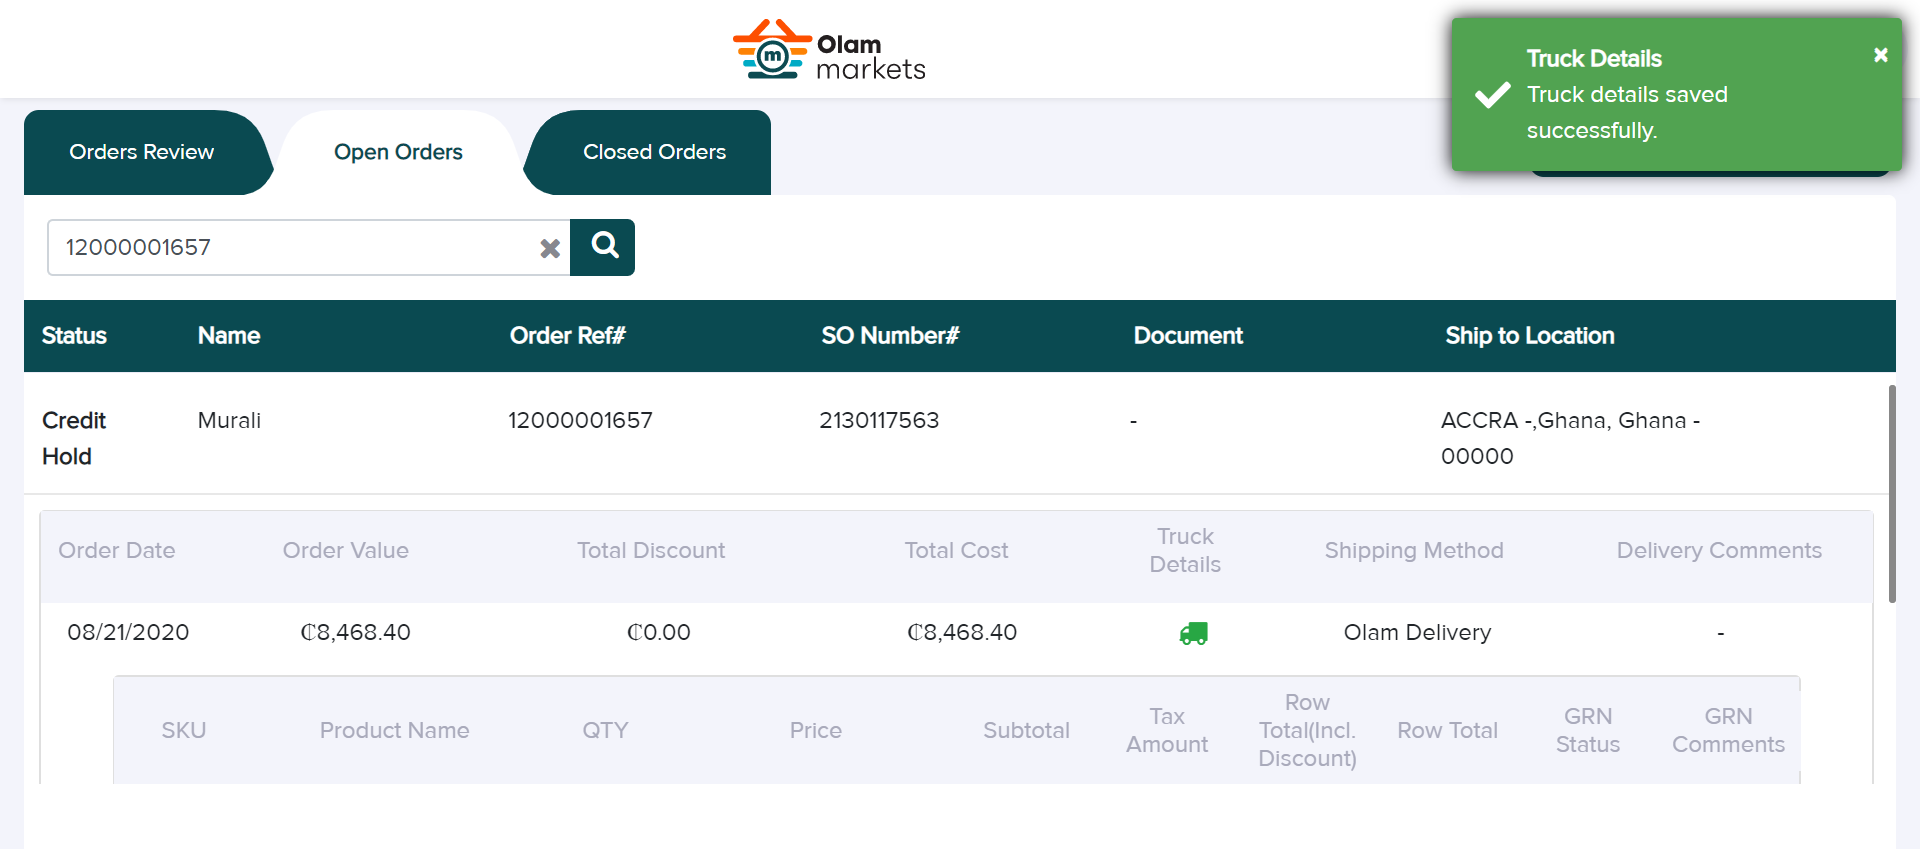 m
Olam
markets
Truck Details
Truck details saved
successfully.
Orders Review
Open Orders
Closed Orders
12000001657
Status
Name
Order Ref#
SO Number#
Document
Ship to Location
Credit
Hold
Murali
12000001657
2130117563
-
ACCRA -,Ghana, Ghana -
00000
Order Date
Order Value
Total Discount
Total Cost
Truck
Details
Shipping Method
Delivery Comments
08/21/2020
₵8,468.40
₵0.00
₵8,468.40
Olam Delivery
-
SKU
Product Name
QTY
Price
Subtotal
Tax
Amount
Row
Total(Incl.
Discount)
Row Total
GRN
Status
GRN
Comments